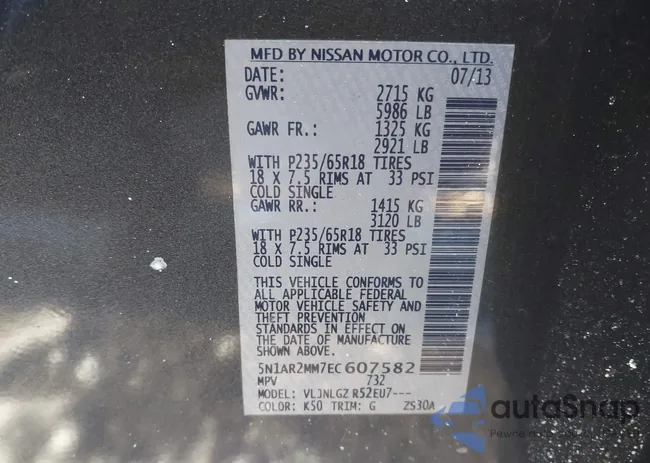 MFD BY NISSAN MOTOR CO., LTD.
DATE: 07/13
GVWR: 2715 KG
5986 LB
GAWR FR.: 1325 KG
2921 LB
WITH P235/65R18 TIRES
18 X 7.5 RIMS AT 33 PSI
COLD SINGLE
GAWR RR.: 1415 KG
3120 LB
WITH P235/65R18 TIRES
18 X 7.5 RIMS AT 33 PSI
COLD SINGLE
THIS VEHICLE CONFORMS TO
ALL APPLICABLE FEDERAL
MOTOR VEHICLE SAFETY AND
THEFT PREVENTION
STANDARDS IN EFFECT ON
THE DATE OF MANUFACTURE
SHOWN ABOVE.
5N1AR2MM7EC607582
MPV 732
MODEL: VLJNLGZ R52EU7---
COLOR: K50 TRIM: G ZS30A
autoSnap